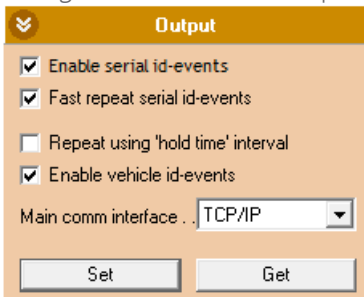 Output
Enable serial id-events
Fast repeat serial id-events
Repeat using 'hold time' interval
Enable vehicle id-events
Main comm interface . . TCP/IP
Set Get